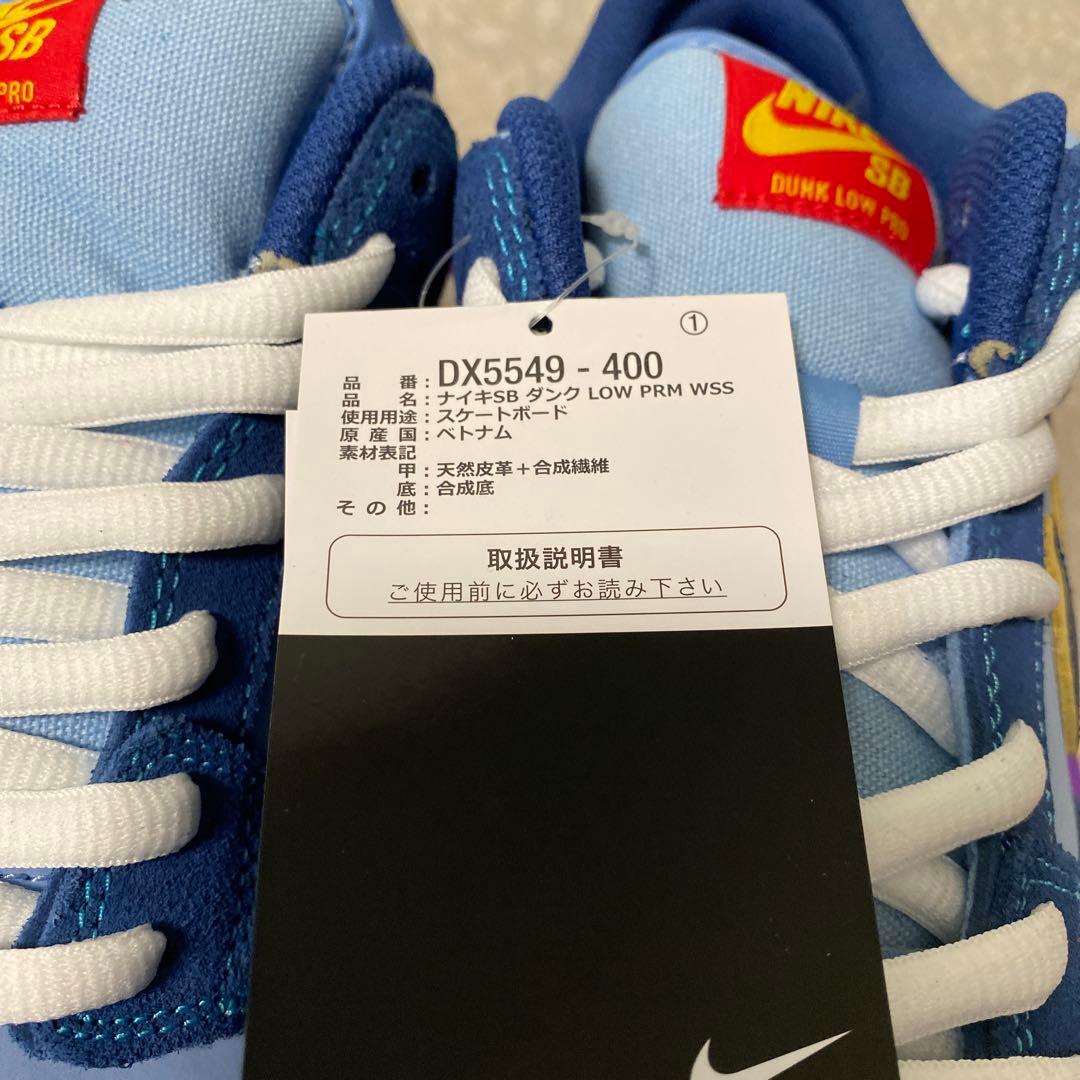 SB
PRO
NIKE
SB
DUNK LOW PRO
①
品 番：DX5549 - 400
品 名：ナイキSB ダンク LOW PRM WSS
使用用途：スケートボード
原産国：ベトナム
素材表記
甲：天然皮革＋合成繊維
底：合成底
その他：
取扱説明書
ご使用前に必ずお読み下さい